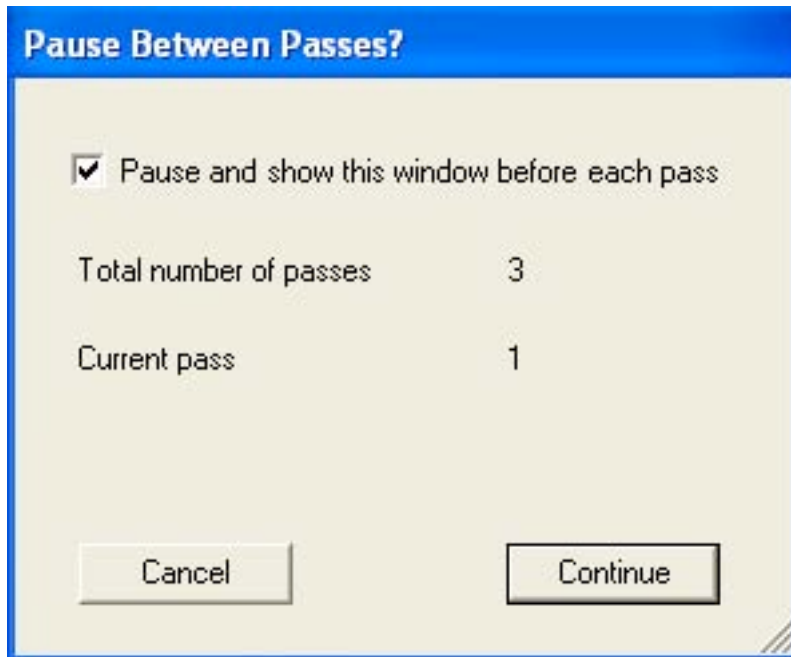 Pause Between Passes?
Pause and show this window before each pass
Total number of passes 3
Current pass 1
Cancel Continue